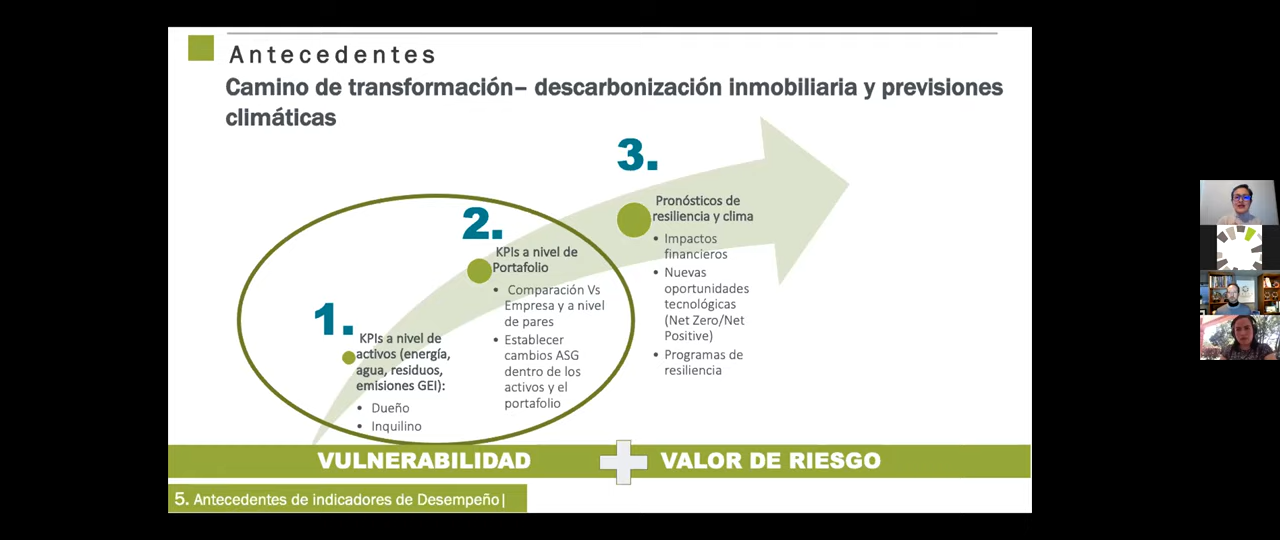 Antecedentes
Camino de transformación– descarbonización inmobiliaria y previsiones
climáticas
1.
KPIs a nivel de
activos (energía,
agua, residuos,
emisiones GEI):
• Dueño
• Inquilino
2.
KPIs a nivel de
Portafolio
• Comparación Vs
Empresa y a nivel
de pares
• Establecer
cambios ASG
dentro de los
activos y el
portafolio
3.
Pronósticos de
resiliencia y clima
• Impactos
financieros
• Nuevas
oportunidades
tecnológicas
(Net Zero/Net
Positive)
• Programas de
resiliencia
VULNERABILIDAD
VALOR DE RIESGO
5. Antecedentes de indicadores de Desempeño|